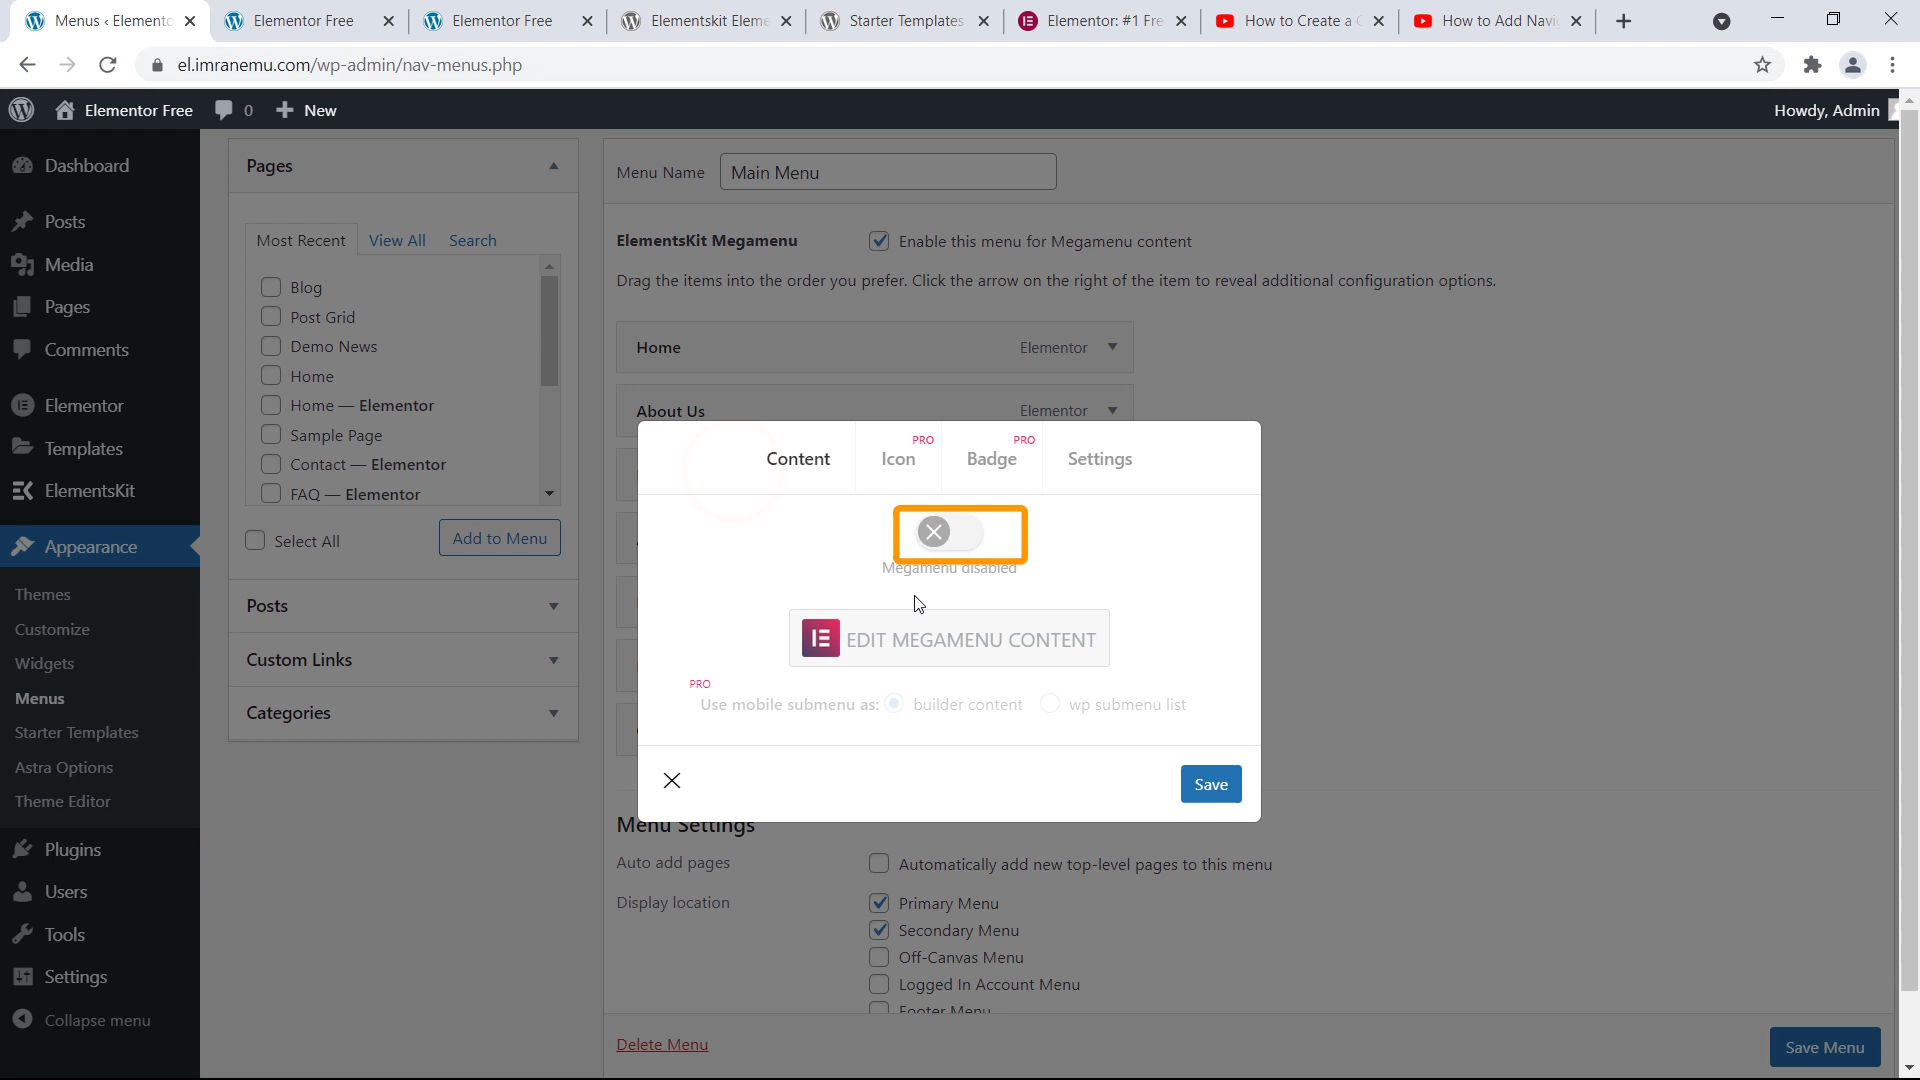 Menus ‹ Elemento
Elementor Free
Elementor Free
Elementskit Eleme
Starter Templates
Elementor: #1 Fre
How to Create a
How to Add Navi
el.imranemu.com/wp-admin/nav-menus.php
Elementor Free
0
New
Howdy, Admin
Dashboard
Posts
Media
Pages
Comments
Elementor
Templates
ElementsKit
Appearance
Themes
Customize
Widgets
Menus
Starter Templates
Astra Options
Theme Editor
Plugins
Users
Tools
Settings
Collapse menu
Pages
Most Recent
View All
Search
Blog
Post Grid
Demo News
Home
Home — Elementor
Sample Page
Contact — Elementor
FAQ — Elementor
Select All
Add to Menu
Posts
Custom Links
Categories
Menu Name
Main Menu
ElementsKit Megamenu
Enable this menu for Megamenu content
Drag the items into the order you prefer. Click the arrow on the right of the item to reveal additional configuration options.
Home
Elementor
About Us
Elementor
Content
PRO
Icon
PRO
Badge
Settings
Megamenu disabled
EDIT MEGAMENU CONTENT
PRO
Use mobile submenu as:
builder content
wp submenu list
Save
Menu Settings
Auto add pages
Automatically add new top-level pages to this menu
Display location
Primary Menu
Secondary Menu
Off-Canvas Menu
Logged In Account Menu
Footer Menu
Delete Menu
Save Menu